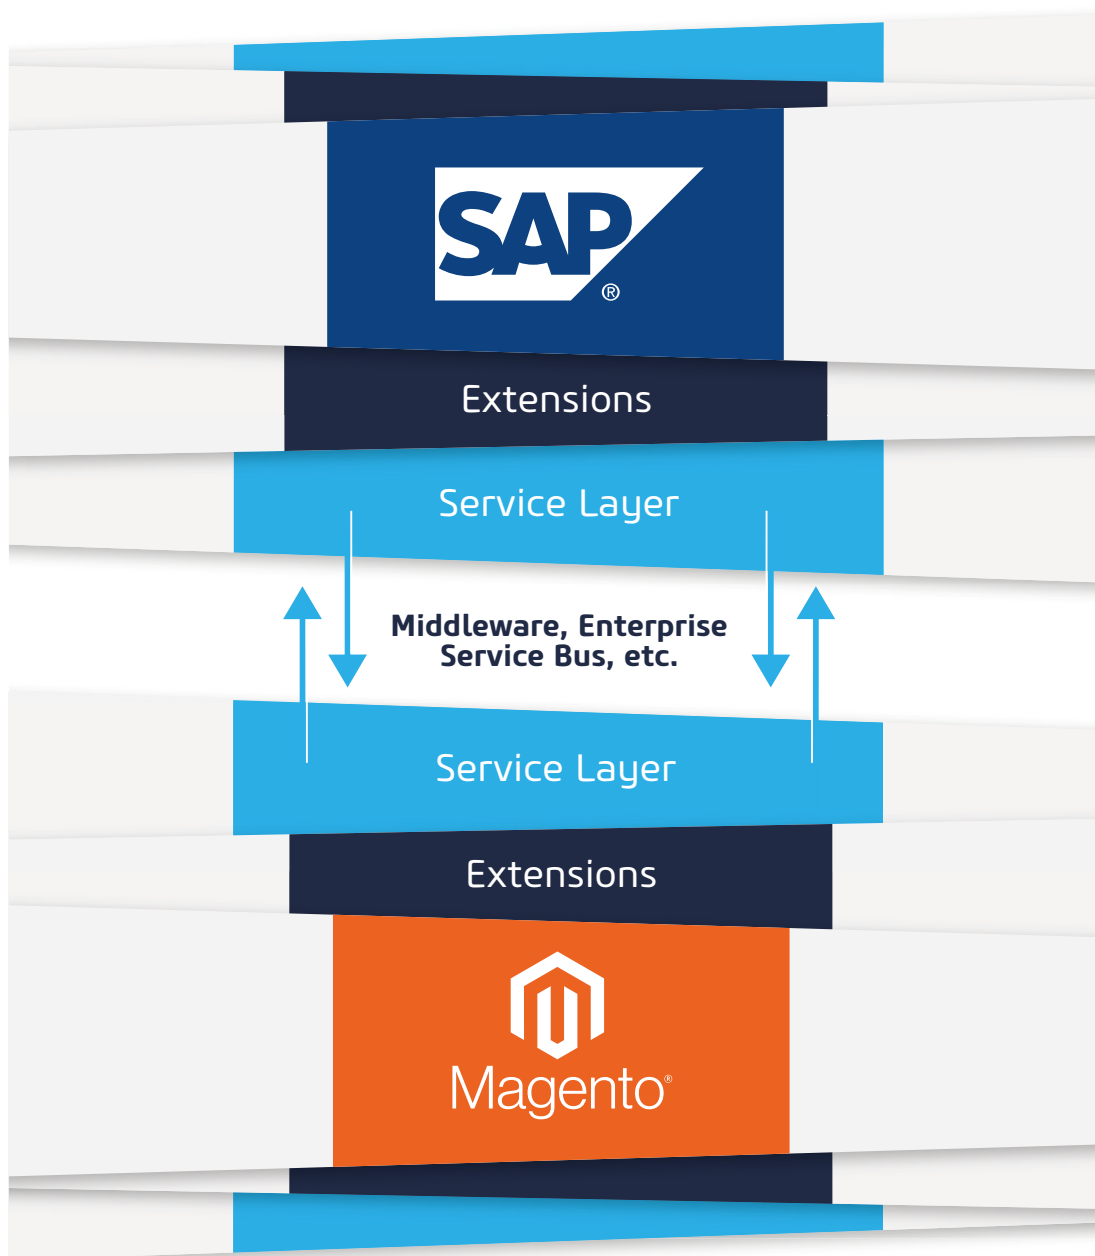 SAP ®
Extensions
Service Layer
Middleware, Enterprise
Service Bus, etc.
Service Layer
Extensions
Magento®